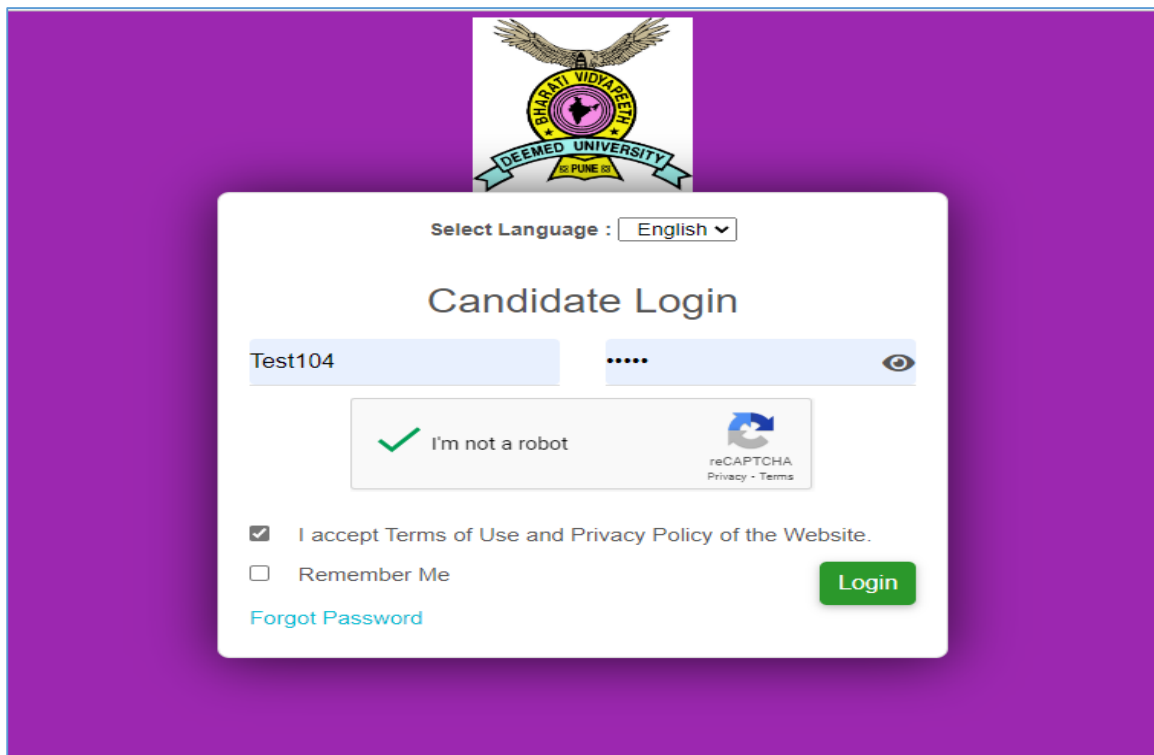 BHARATI VIDYAPEETH
DEEMED UNIVERSITY
PUNE
Select Language : English
Candidate Login
Test104 •••••
I'm not a robot
reCAPTCHA
Privacy - Terms
I accept Terms of Use and Privacy Policy of the Website.
Remember Me
Login
Forgot Password